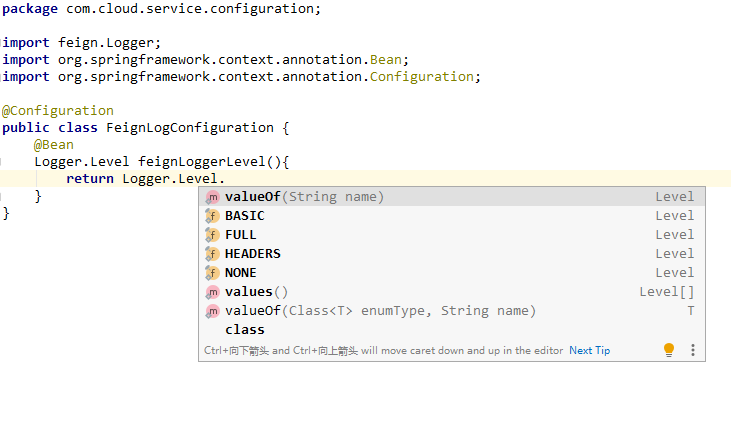 package com.cloud.service.configuration;
import feign.Logger;
import org.springframework.context.annotation.Bean;
import org.springframework.context.annotation.Configuration;
@Configuration
public class FeignLogConfiguration {
@Bean
Logger.Level feignLoggerLevel(){
return Logger.Level.
}
}
m valueOf(String name) Level
f BASIC Level
f FULL Level
f HEADERS Level
f NONE Level
m values() Level[]
m valueOf(Class<T> enumType, String name) T
class
Ctrl+向下箭头 and Ctrl+向上箭头 will move caret down and up in the editor Next Tip